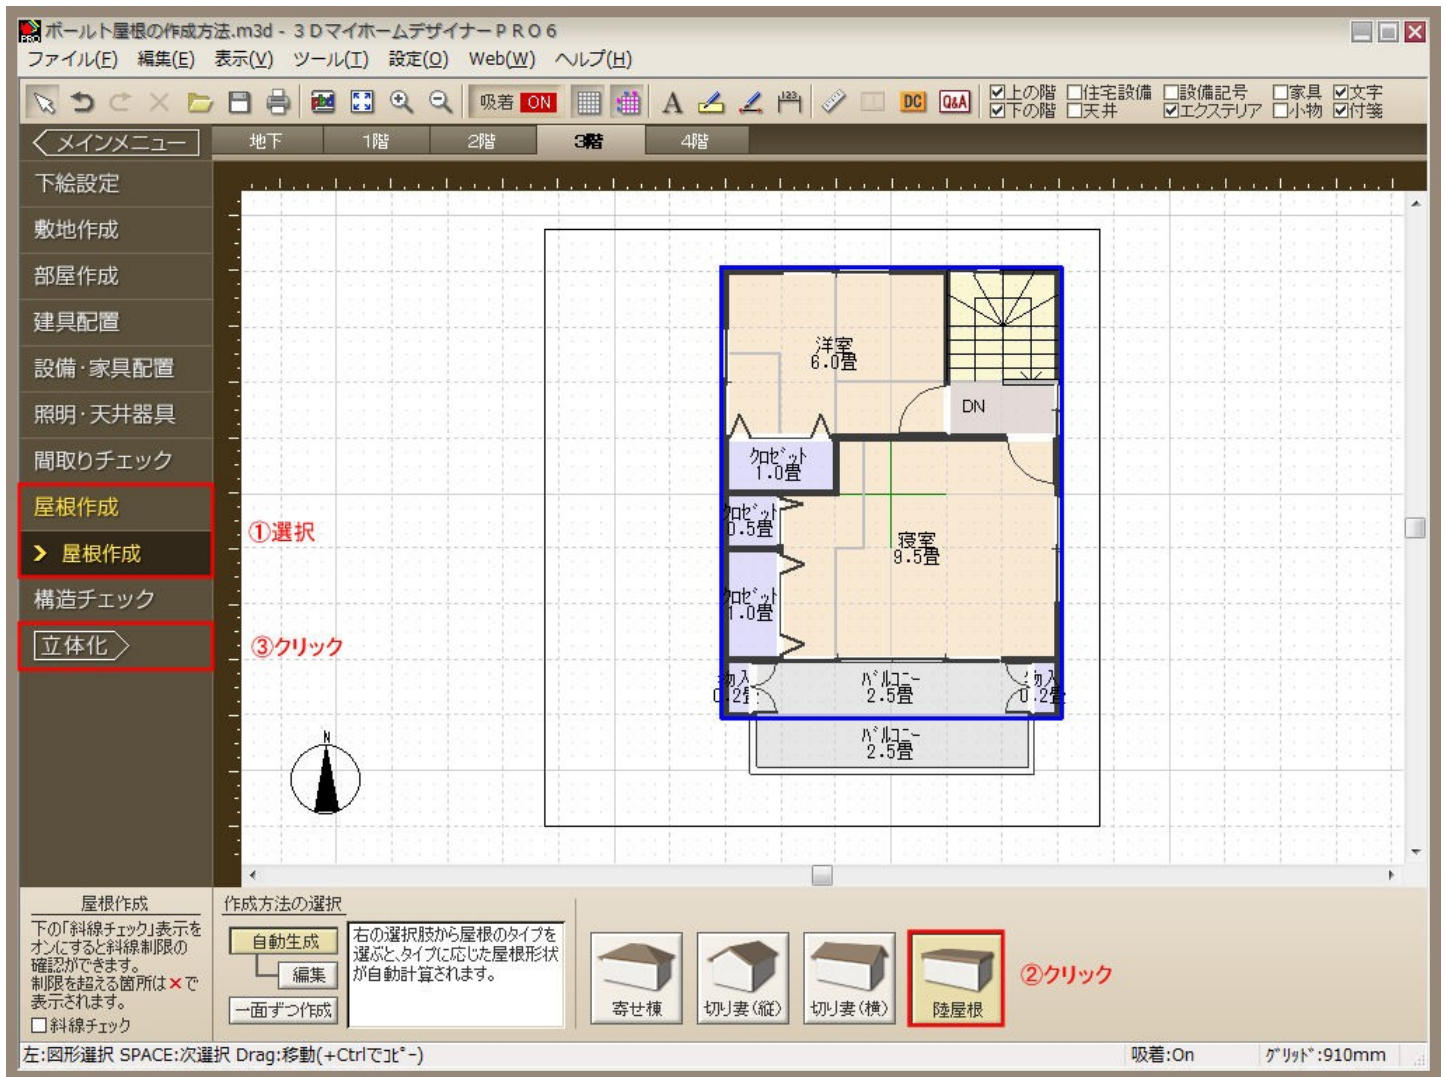 ボールト屋根の作成方法.m3d - 3DマイホームデザイナーPRO6
ファイル(F) 編集(E) 表示(V) ツール(T) 設定(O) Web(W) ヘルプ(H)
吸着 ON A 123 DC Q&A
☑上の階 □住宅設備 □設備記号 □家具 ☑文字
☑下の階 □天井 ☑エクステリア □小物 ☑付箋
メインメニュー
地下 1階 2階 3階 4階
下絵設定
敷地作成
部屋作成
建具配置
設備・家具配置
照明・天井器具
間取りチェック
屋根作成
屋根作成
構造チェック
立体化
①選択
③クリック
洋室
6.0畳
DN
クロゼット
1.0畳
クロゼット
0.5畳
寝室
9.5畳
クロゼット
1.0畳
物入
0.2畳
バルコニー
2.5畳
物入
0.2畳
バルコニー
2.5畳
N
屋根作成
下の「斜線チェック」表示を
オンにすると斜線制限の
確認ができます。
制限を超える箇所は×で
表示されます。
□斜線チェック
作成方法の選択
自動生成
編集
一面ずつ作成
右の選択肢から屋根のタイプを
選ぶと、タイプに応じた屋根形状
が自動計算されます。
寄せ棟
切り妻(縦)
切り妻(横)
陸屋根
②クリック
左:図形選択 SPACE:次選択 Drag:移動(+Ctrlでコピー)
吸着:On
グリッド:910mm